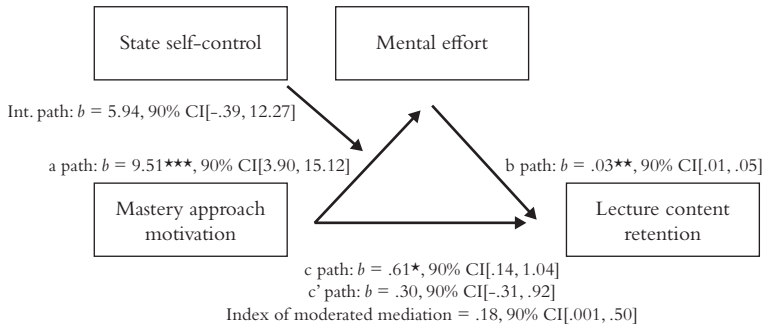 State self-control
Mental effort
Int. path: b = 5.94, 90% CI[-.39, 12.27]
a path: b = 9.51★★★, 90% CI[3.90, 15.12]
b path: b = .03★★, 90% CI[.01, .05]
Mastery approach
motivation
Lecture content
retention
c path: b = .61★, 90% CI[.14, 1.04]
c’ path: b = .30, 90% CI[-.31, .92]
Index of moderated mediation = .18, 90% CI[.001, .50]